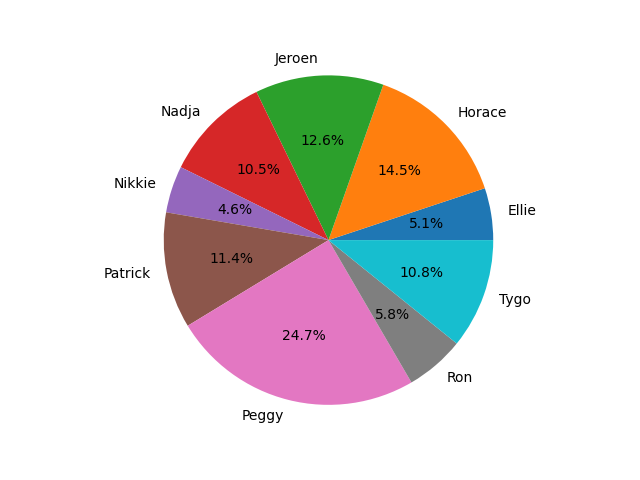 Jeroen
Nadja
Horace
12.6%
10.5%
14.5%
Nikkie
4.6%
Ellie
5.1%
Patrick
11.4%
10.8%
Tygo
5.8%
24.7%
Ron
Peggy